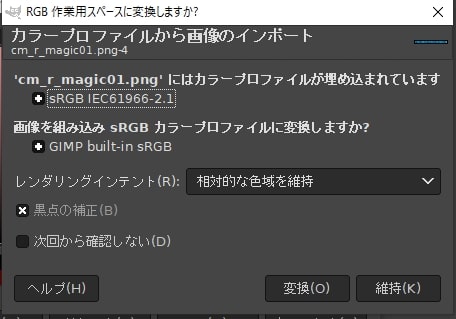 RGB 作業用スペースに変換しますか?
カラープロファイルから画像のインポート
cm_r_magic01.png-4
'cm_r_magic01.png' にはカラープロファイルが埋め込まれています
sRGB IEC61966-2.1
画像を組み込み sRGB カラープロファイルに変換しますか?
GIMP built-in sRGB
レンダリングインテント(R): 相対的な色域を維持
黒点の補正(B)
次回から確認しない(D)
ヘルプ(H) 変換(O) 維持(K)